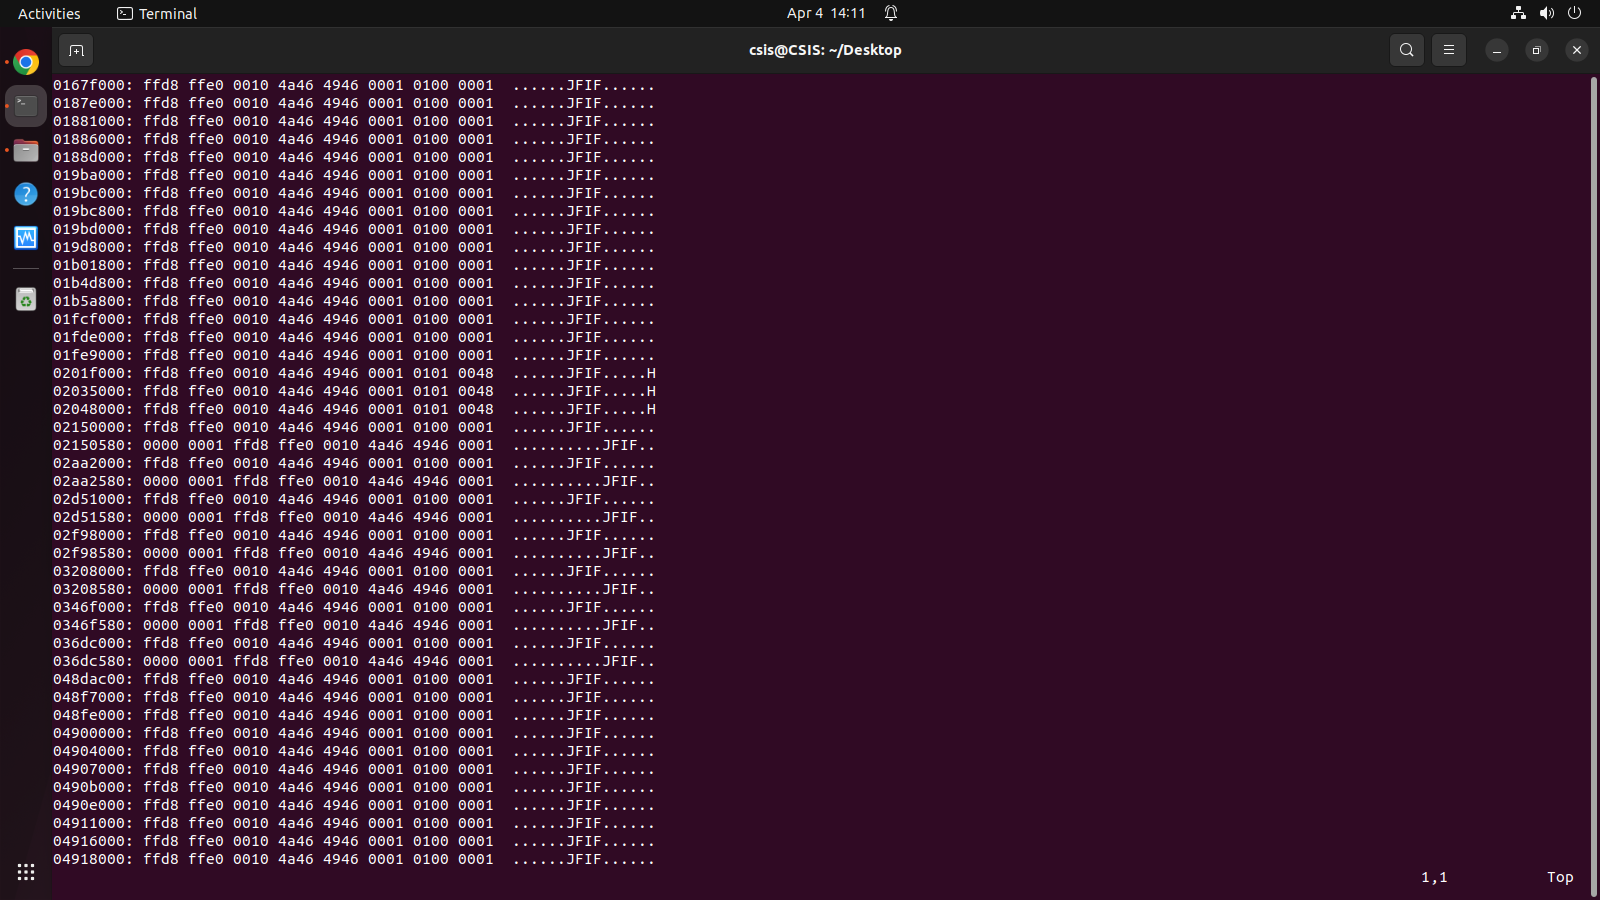 Activities
Terminal
Apr 4 14:11
csis@CSIS: ~/Desktop
0167f000: ffd8 ffe0 0010 4a46 4946 0001 0100 0001  ......JFIF......
0187e000: ffd8 ffe0 0010 4a46 4946 0001 0100 0001  ......JFIF......
01881000: ffd8 ffe0 0010 4a46 4946 0001 0100 0001  ......JFIF......
01886000: ffd8 ffe0 0010 4a46 4946 0001 0100 0001  ......JFIF......
0188d000: ffd8 ffe0 0010 4a46 4946 0001 0100 0001  ......JFIF......
019ba000: ffd8 ffe0 0010 4a46 4946 0001 0100 0001  ......JFIF......
019bc000: ffd8 ffe0 0010 4a46 4946 0001 0100 0001  ......JFIF......
019bc800: ffd8 ffe0 0010 4a46 4946 0001 0100 0001  ......JFIF......
019bd000: ffd8 ffe0 0010 4a46 4946 0001 0100 0001  ......JFIF......
019d8000: ffd8 ffe0 0010 4a46 4946 0001 0100 0001  ......JFIF......
01b01800: ffd8 ffe0 0010 4a46 4946 0001 0100 0001  ......JFIF......
01b4d800: ffd8 ffe0 0010 4a46 4946 0001 0100 0001  ......JFIF......
01b5a800: ffd8 ffe0 0010 4a46 4946 0001 0100 0001  ......JFIF......
01fcf000: ffd8 ffe0 0010 4a46 4946 0001 0100 0001  ......JFIF......
01fde000: ffd8 ffe0 0010 4a46 4946 0001 0100 0001  ......JFIF......
01fe9000: ffd8 ffe0 0010 4a46 4946 0001 0100 0001  ......JFIF......
0201f000: ffd8 ffe0 0010 4a46 4946 0001 0101 0048  ......JFIF.....H
02035000: ffd8 ffe0 0010 4a46 4946 0001 0101 0048  ......JFIF.....H
02048000: ffd8 ffe0 0010 4a46 4946 0001 0101 0048  ......JFIF.....H
02150000: ffd8 ffe0 0010 4a46 4946 0001 0100 0001  ......JFIF......
02150580: 0000 0001 ffd8 ffe0 0010 4a46 4946 0001  ..........JFIF..
02aa2000: ffd8 ffe0 0010 4a46 4946 0001 0100 0001  ......JFIF......
02aa2580: 0000 0001 ffd8 ffe0 0010 4a46 4946 0001  ..........JFIF..
02d51000: ffd8 ffe0 0010 4a46 4946 0001 0100 0001  ......JFIF......
02d51580: 0000 0001 ffd8 ffe0 0010 4a46 4946 0001  ..........JFIF..
02f98000: ffd8 ffe0 0010 4a46 4946 0001 0100 0001  ......JFIF......
02f98580: 0000 0001 ffd8 ffe0 0010 4a46 4946 0001  ..........JFIF..
03208000: ffd8 ffe0 0010 4a46 4946 0001 0100 0001  ......JFIF......
03208580: 0000 0001 ffd8 ffe0 0010 4a46 4946 0001  ..........JFIF..
0346f000: ffd8 ffe0 0010 4a46 4946 0001 0100 0001  ......JFIF......
0346f580: 0000 0001 ffd8 ffe0 0010 4a46 4946 0001  ..........JFIF..
036dc000: ffd8 ffe0 0010 4a46 4946 0001 0100 0001  ......JFIF......
036dc580: 0000 0001 ffd8 ffe0 0010 4a46 4946 0001  ..........JFIF..
048dac00: ffd8 ffe0 0010 4a46 4946 0001 0100 0001  ......JFIF......
048f7000: ffd8 ffe0 0010 4a46 4946 0001 0100 0001  ......JFIF......
048fe000: ffd8 ffe0 0010 4a46 4946 0001 0100 0001  ......JFIF......
04900000: ffd8 ffe0 0010 4a46 4946 0001 0100 0001  ......JFIF......
04904000: ffd8 ffe0 0010 4a46 4946 0001 0100 0001  ......JFIF......
04907000: ffd8 ffe0 0010 4a46 4946 0001 0100 0001  ......JFIF......
0490b000: ffd8 ffe0 0010 4a46 4946 0001 0100 0001  ......JFIF......
0490e000: ffd8 ffe0 0010 4a46 4946 0001 0100 0001  ......JFIF......
04911000: ffd8 ffe0 0010 4a46 4946 0001 0100 0001  ......JFIF......
04916000: ffd8 ffe0 0010 4a46 4946 0001 0100 0001  ......JFIF......
04918000: ffd8 ffe0 0010 4a46 4946 0001 0100 0001  ......JFIF......
1,1 Top